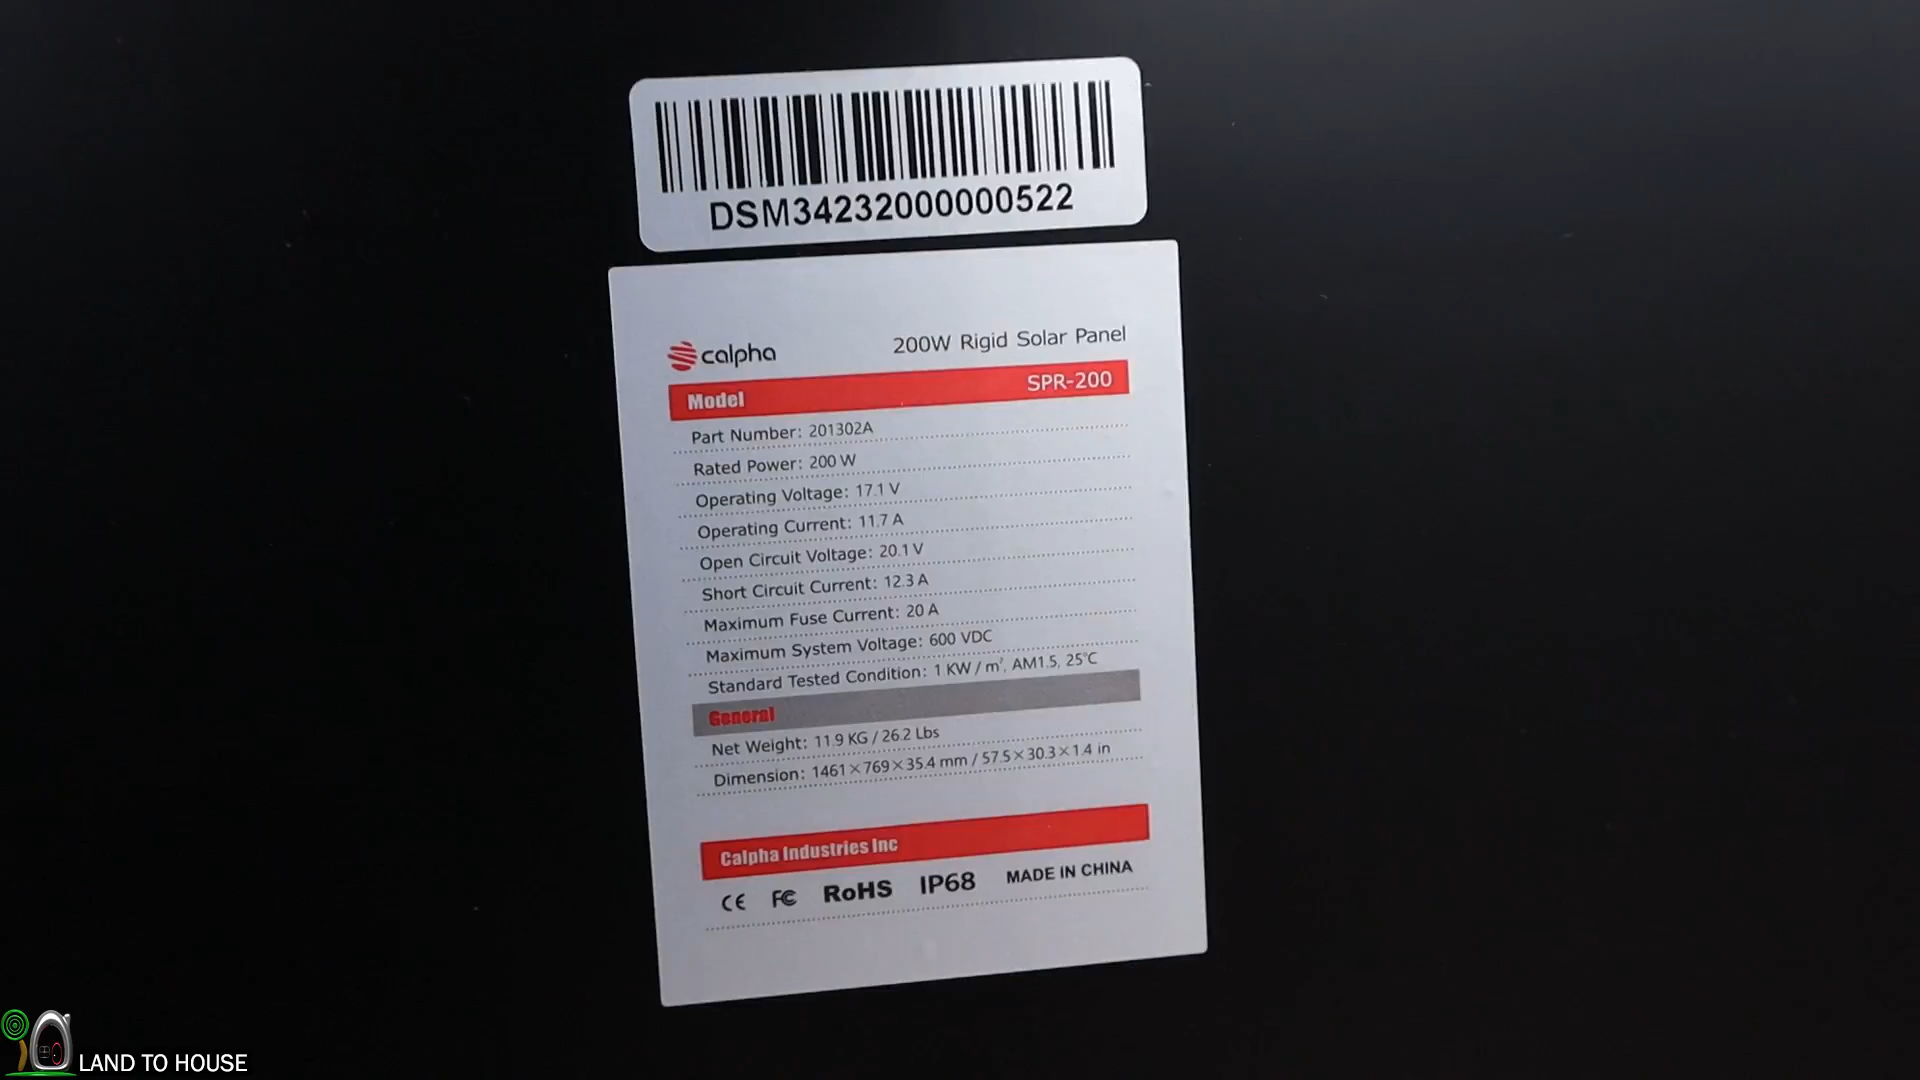 DSM34232000000522
calpha
200W Rigid Solar Panel
Model SPR-200
Part Number: 201302A
Rated Power: 200 W
Operating Voltage: 17.1 V
Operating Current: 11.7 A
Open Circuit Voltage: 20.1 V
Short Circuit Current: 12.3 A
Maximum Fuse Current: 20 A
Maximum System Voltage: 600 VDC
Standard Tested Condition: 1 KW / m², AM1.5, 25°C
General
Net Weight: 11.9 KG / 26.2 Lbs
Dimension: 1461×769×35.4 mm / 57.5×30.3×1.4 in
Calpha Industries Inc
CE FC RoHS IP68 MADE IN CHINA
LAND TO HOUSE